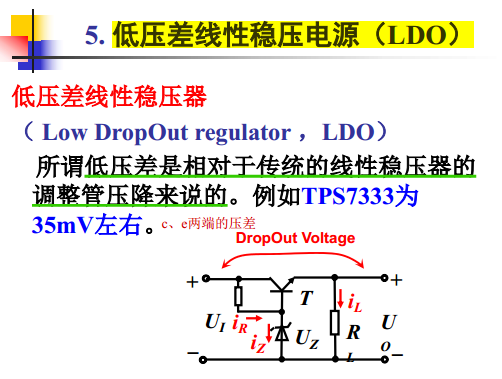 5. 低压差线性稳压电源（LDO）
低压差线性稳压器
（ Low DropOut regulator ，LDO）
所谓低压差是相对于传统的线性稳压器的
调整管压降来说的。例如TPS7333为
35mV左右。c、e两端的压差
DropOut Voltage
+ +
T iL
UI iR U
iZ UZ R O
L
− −